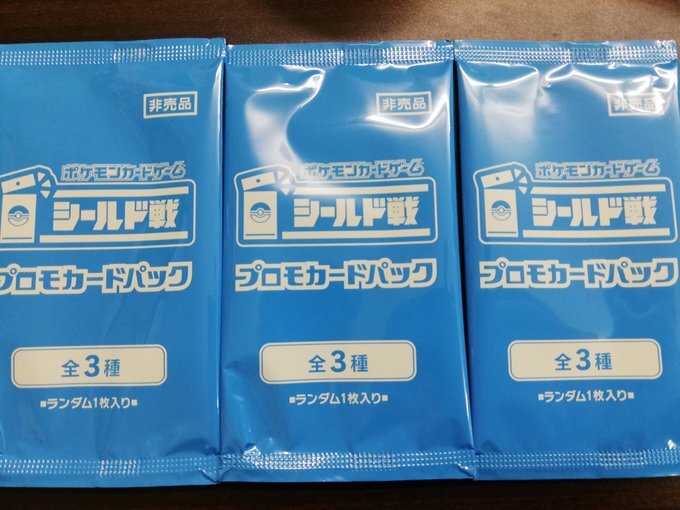 非売品
ポケモンカードゲーム
シールド戦
プロモカードパック
全3種
■ランダム1枚入り■
非売品
ポケモンカードゲーム
シールド戦
プロモカードパック
全3種
■ランダム1枚入り■
非売品
ポケモンカードゲーム
シールド戦
プロモカードパック
全3種
■ランダム1枚入り■